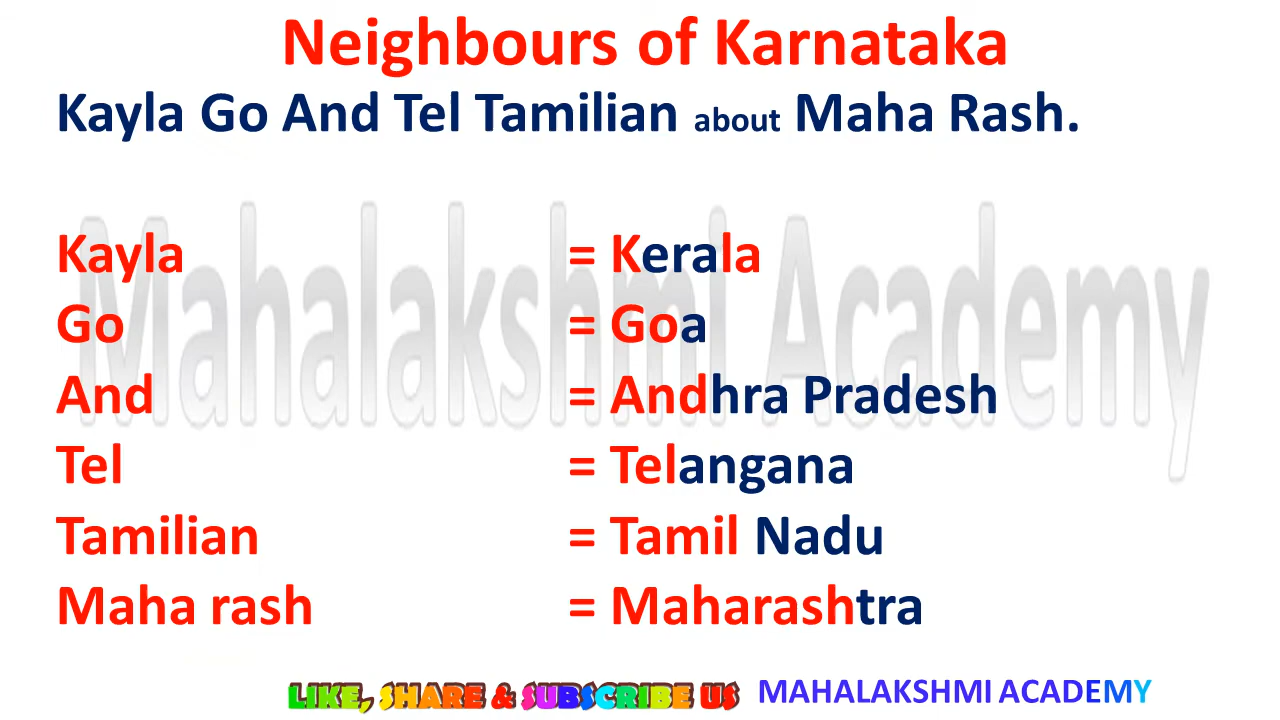 Neighbours of Karnataka
Kayla Go And Tel Tamilian about Maha Rash.
Mahalakshmi Academy
Kayla = Kerala
Go = Goa
And = Andhra Pradesh
Tel = Telangana
Tamilian = Tamil Nadu
Maha rash = Maharashtra
LIKE, SHARE & SUBSCRIBE US MAHALAKSHMI ACADEMY